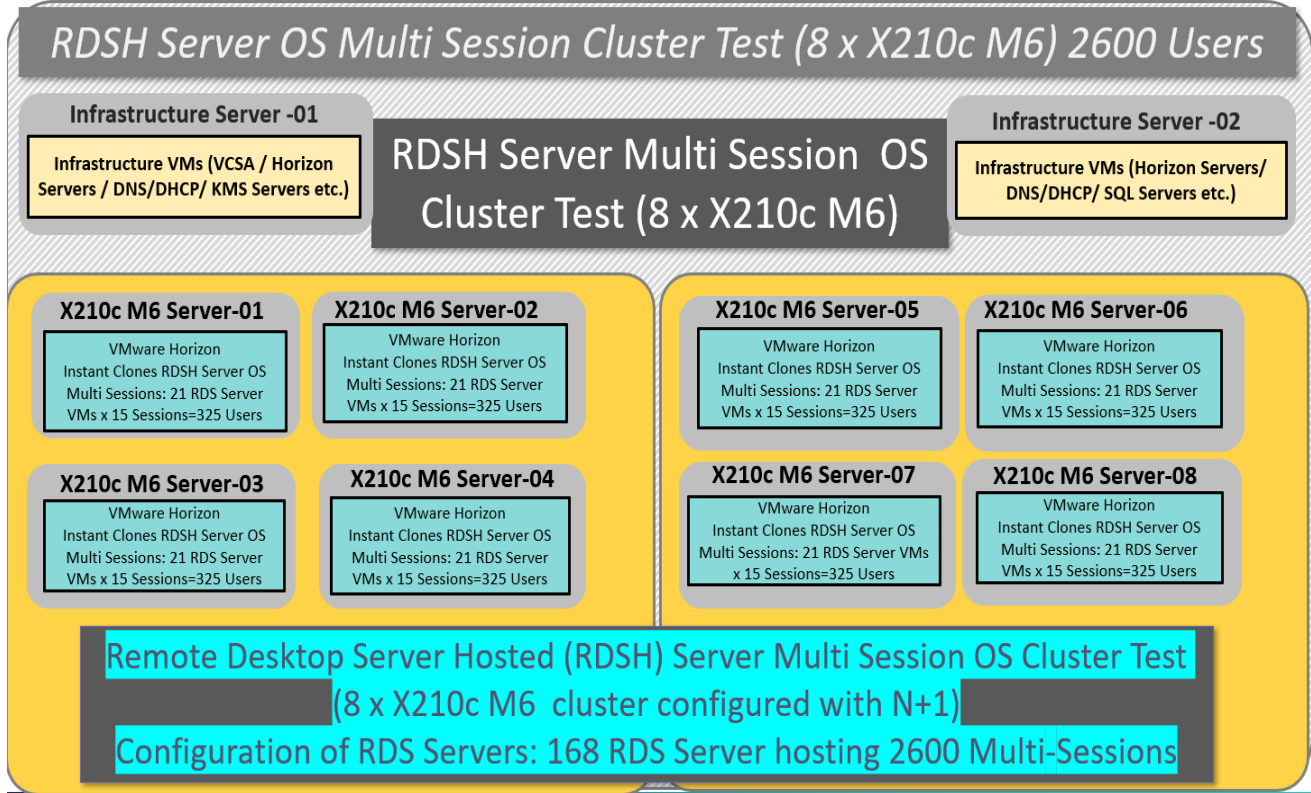 RDSH Server OS Multi Session Cluster Test (8 x X210c M6) 2600 Users
Infrastructure Server -01
Infrastructure VMs (VCSA / Horizon
Servers / DNS/DHCP/ KMS Servers etc.)
RDSH Server Multi Session OS
Cluster Test (8 x X210c M6)
Infrastructure Server -02
Infrastructure VMs (Horizon Servers/
DNS/DHCP/ SQL Servers etc.)
X210c M6 Server-01
VMware Horizon
Instant Clones RDSH Server OS
Multi Sessions: 21 RDS Server
VMs x 15 Sessions=325 Users
X210c M6 Server-02
VMware Horizon
Instant Clones RDSH Server OS
Multi Sessions: 21 RDS Server
VMs x 15 Sessions=325 Users
X210c M6 Server-05
VMware Horizon
Instant Clones RDSH Server OS
Multi Sessions: 21 RDS Server
VMs x 15 Sessions=325 Users
X210c M6 Server-06
VMware Horizon
Instant Clones RDSH Server OS
Multi Sessions: 21 RDS Server
VMs x 15 Sessions=325 Users
X210c M6 Server-03
VMware Horizon
Instant Clones RDSH Server OS
Multi Sessions: 21 RDS Server
VMs x 15 Sessions=325 Users
X210c M6 Server-04
VMware Horizon
Instant Clones RDSH Server OS
Multi Sessions: 21 RDS Server
VMs x 15 Sessions=325 Users
X210c M6 Server-07
VMware Horizon
Instant Clones RDSH Server OS
Multi Sessions: 21 RDS Server VMs
x 15 Sessions=325 Users
X210c M6 Server-08
VMware Horizon
Instant Clones RDSH Server OS
Multi Sessions: 21 RDS Server
VMs x 15 Sessions=325 Users
Remote Desktop Server Hosted (RDSH) Server Multi Session OS Cluster Test
(8 x X210c M6 cluster configured with N+1)
Configuration of RDS Servers: 168 RDS Server hosting 2600 Multi-Sessions